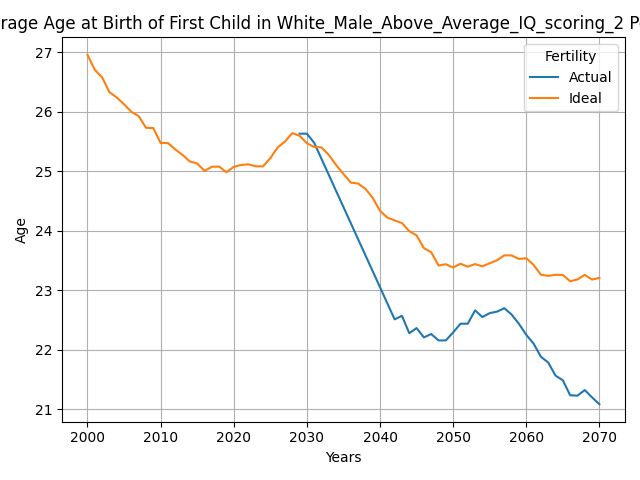 rage Age at Birth of First Child in White_Male_Above_Average_IQ_scoring_2 P
Fertility
Actual
Ideal
27
26
25
24
23
22
21
Age
2000 2010 2020 2030 2040 2050 2060 2070
Years